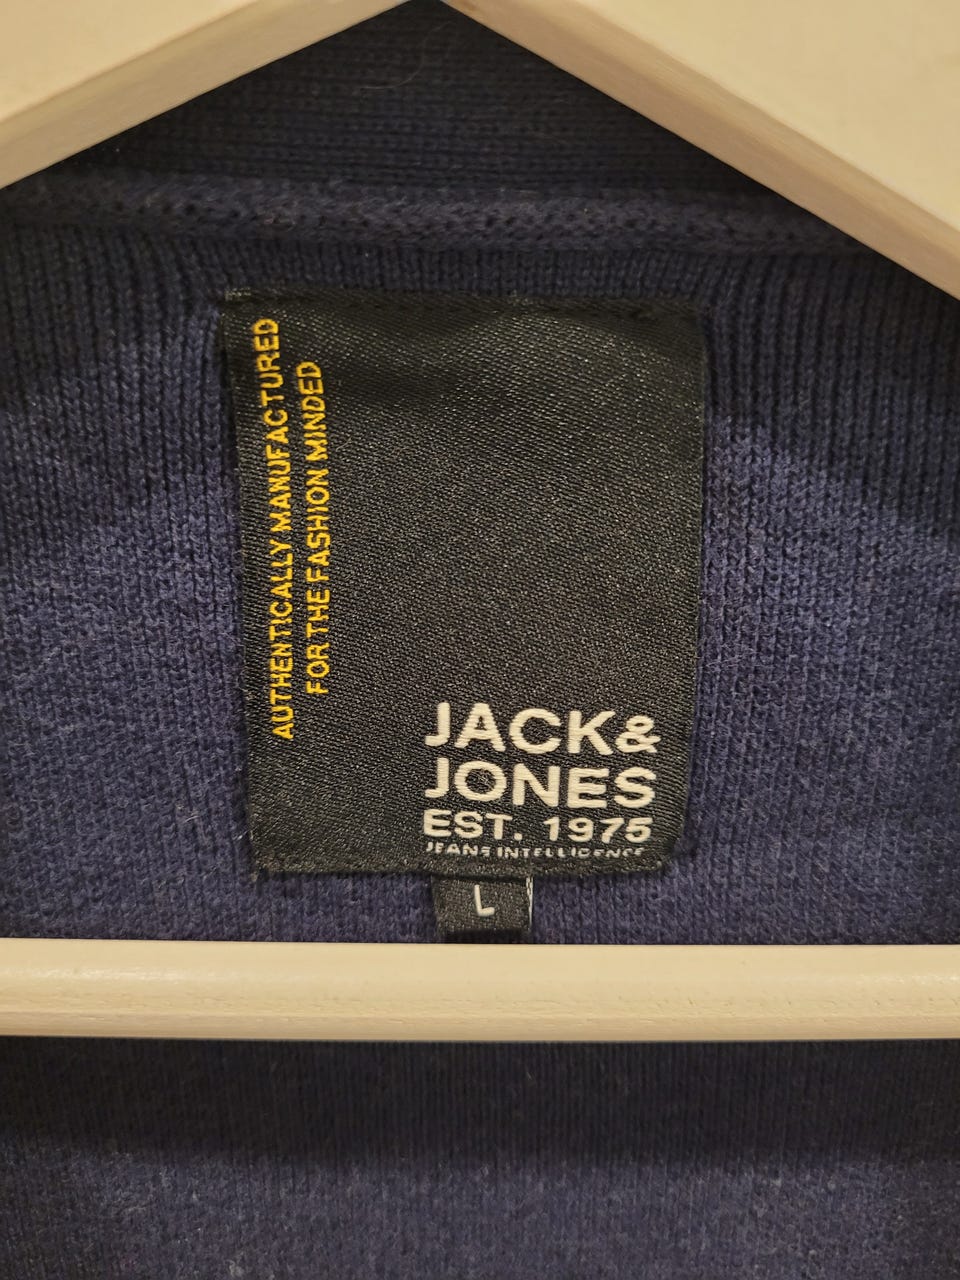 AUTHENTICALLY MANUFACTURED
FOR THE FASHION MINDED
JACK&
JONES
EST. 1975
JEANS INTELLIGENCE
L